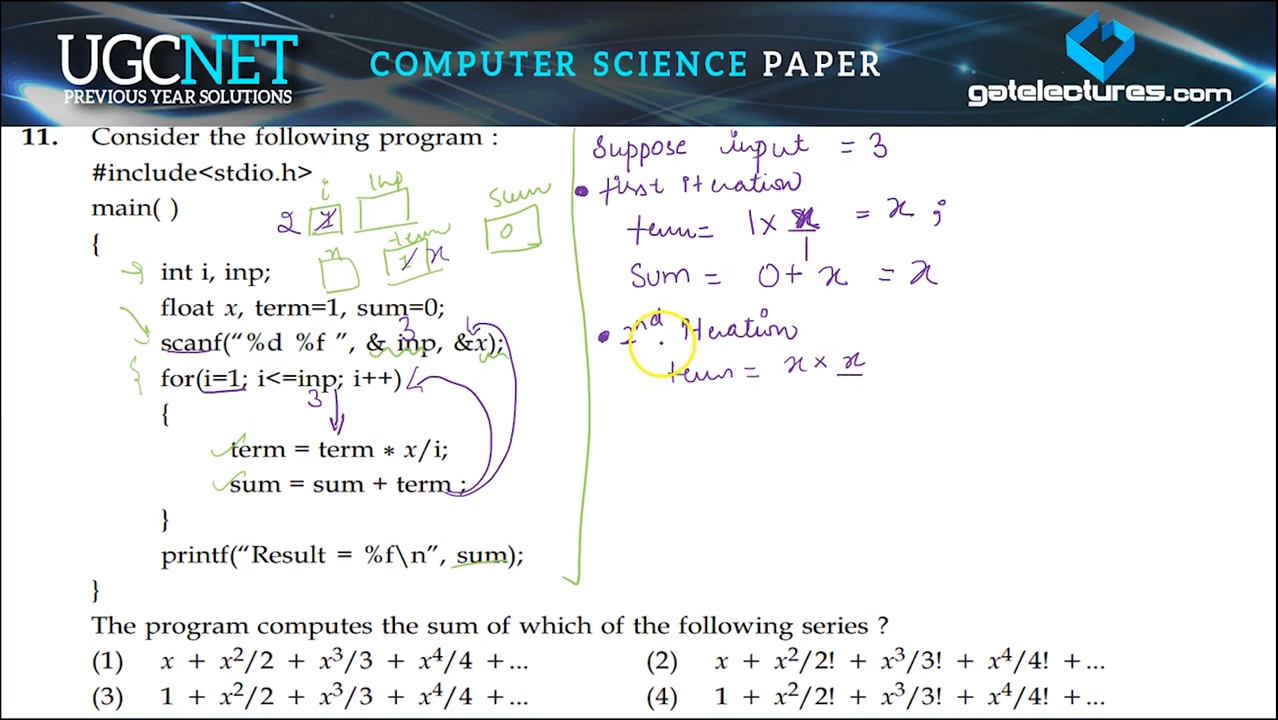 UGCNET
PREVIOUS YEAR SOLUTIONS
COMPUTER SCIENCE PAPER
gatelectures.com
11. Consider the following program :
#include<stdio.h>
main( )
{
int i, inp;
float x, term=1, sum=0;
scanf(“%d %f ”, & inp, &x);
for(i=1; i<=inp; i++)
{
term = term * x/i;
sum = sum + term ;
}
printf(“Result = %f\n”, sum);
}
i
inp
sum
2 1
0
x
term
1 x
3
3
Suppose input = 3
• first iteration
term = 1 × x/1 = x ;
Sum = 0 + x = x
• 2nd iteration
term = x × x
The program computes the sum of which of the following series ?
(1) x + x²/2 + x³/3 + x⁴/4 + ...
(2) x + x²/2! + x³/3! + x⁴/4! + ...
(3) 1 + x²/2 + x³/3 + x⁴/4 + ...
(4) 1 + x²/2! + x³/3! + x⁴/4! + ...